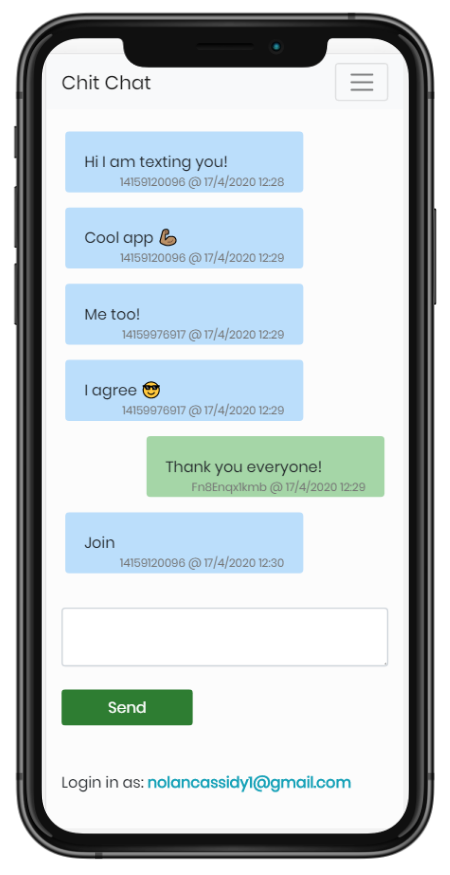 Chit Chat
Hi I am texting you!
14159120096 @ 17/4/2020 12:28
Cool app 💪🏽
14159120096 @ 17/4/2020 12:29
Me too!
14159976917 @ 17/4/2020 12:29
I agree 😎
14159976917 @ 17/4/2020 12:29
Thank you everyone!
Fn8Enqx1kmb @ 17/4/2020 12:29
Join
14159120096 @ 17/4/2020 12:30
Send
Login in as: nolancassidy1@gmail.com